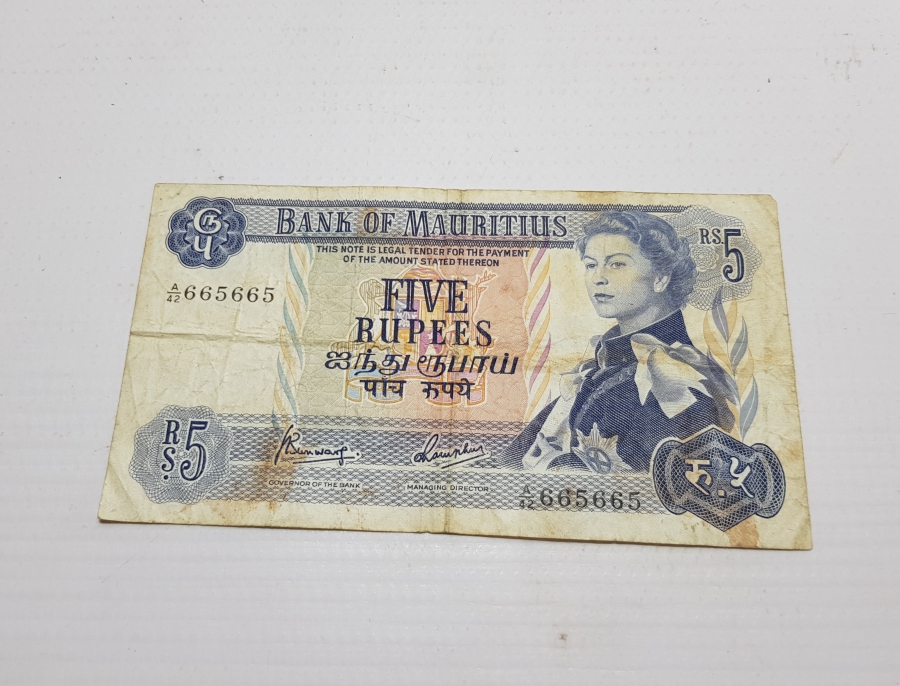 BANK OF MAURITIUS
THIS NOTE IS LEGAL TENDER FOR THE PAYMENT
OF THE AMOUNT STATED THEREON
RS 5
A/42 665665
FIVE
RUPEES
ஐந்து ரூபாய்
पाँच रूपये
RS 5
GOVERNOR OF THE BANK
MANAGING DIRECTOR
A/42 665665
रु. ५